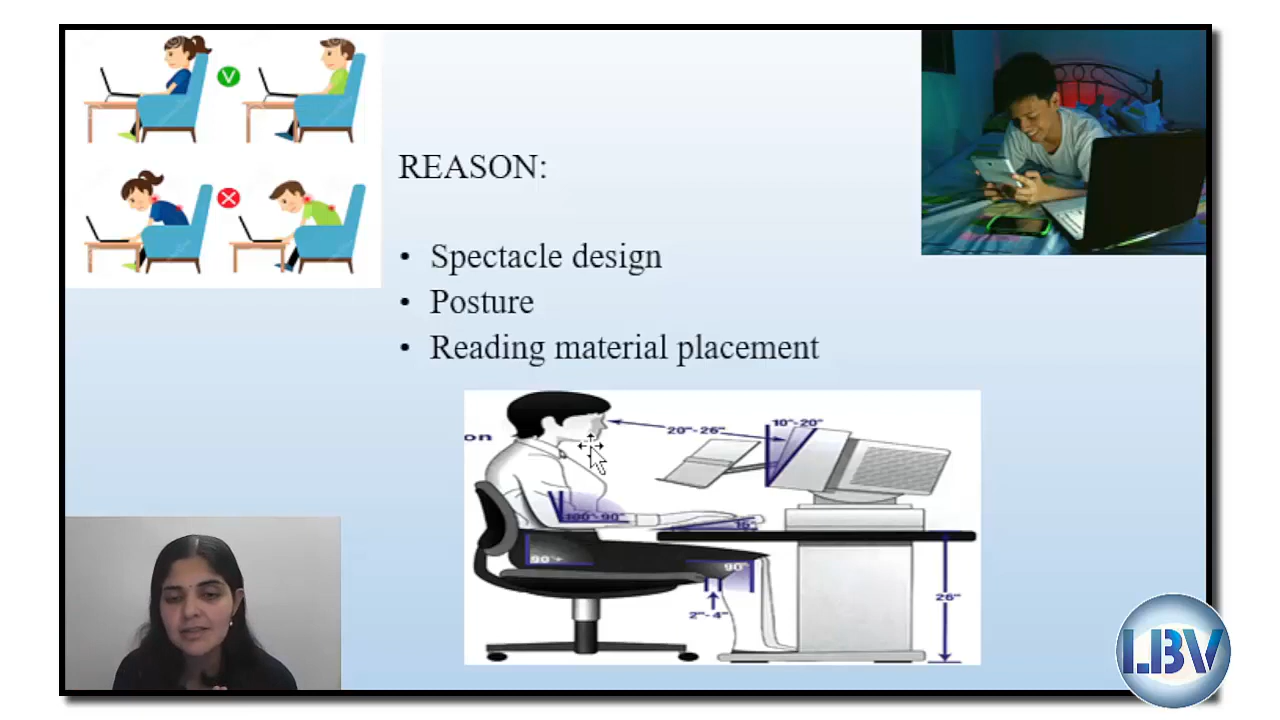 REASON:
• Spectacle design
• Posture
• Reading material placement
on
20"-26"
10"-20"
100°-90°
90°+
90°
2"-4"
26"
LBV
V